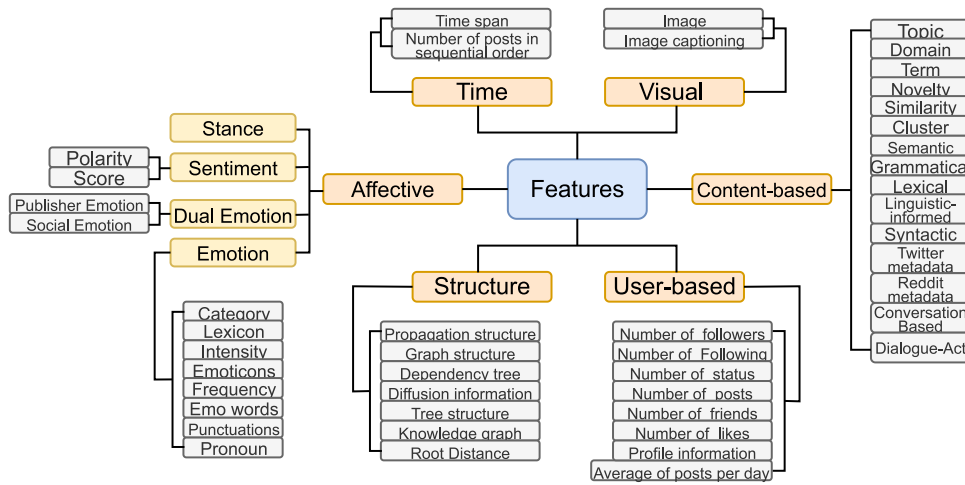 Time span
Number of posts in
sequential order
Time
Image
Image captioning
Visual
Features
Affective
Stance
Sentiment
Polarity
Score
Dual Emotion
Publisher Emotion
Social Emotion
Emotion
Category
Lexicon
Intensity
Emoticons
Frequency
Emo words
Punctuations
Pronoun
Structure
Propagation structure
Graph structure
Dependency tree
Diffusion information
Tree structure
Knowledge graph
Root Distance
User-based
Number of followers
Number of Following
Number of status
Number of posts
Number of friends
Number of likes
Profile information
Average of posts per day
Content-based
Topic
Domain
Term
Novelty
Similarity
Cluster
Semantic
Grammatical
Lexical
Linguistic-
informed
Syntactic
Twitter
metadata
Reddit
metadata
Conversation
Based
Dialogue-Act